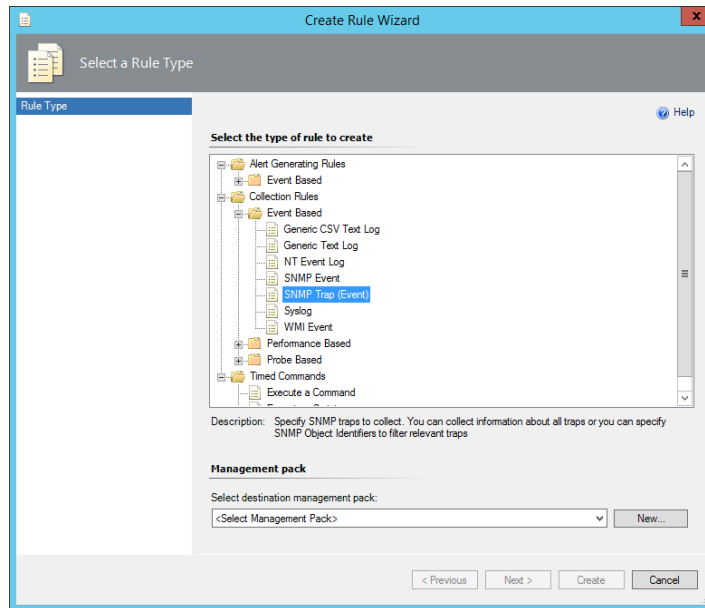 Create Rule Wizard
x
Select a Rule Type
Rule Type
Help
Select the type of rule to create
Alert Generating Rules
Event Based
Collection Rules
Event Based
Generic CSV Text Log
Generic Text Log
NT Event Log
SNMP Event
SNMP Trap (Event)
Syslog
WMI Event
Performance Based
Probe Based
Timed Commands
Execute a Command
Description: Specify SNMP traps to collect. You can collect information about all traps or you can specify
SNMP Object Identifiers to filter relevant traps
Management pack
Select destination management pack:
<Select Management Pack>
New...
< Previous
Next >
Create
Cancel